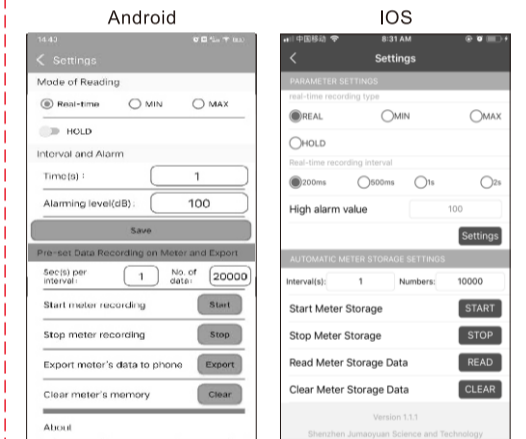 Android
14:43
Settings
Mode of Reading
Real-time MIN MAX
HOLD
Interval and Alarm
Time(s) : 1
Alarming level(dB) : 100
Save
Pre-set Data Recording on Meter and Export
Sec(s) per interval: 1 No. of data: 20000
Start meter recording Start
Stop meter recording Stop
Export meter's data to phone Export
Clear meter's memory Clear
About
IOS
中国移动 8:31 AM
Settings
PARAMETER SETTINGS
real-time recording type
REAL MIN MAX
HOLD
Real-time recording interval
200ms 500ms 1s 2s
High alarm value 100
Settings
AUTOMATIC METER STORAGE SETTINGS
Interval(s): 1 Numbers: 10000
Start Meter Storage START
Stop Meter Storage STOP
Read Meter Storage Data READ
Clear Meter Storage Data CLEAR
Version 1.1.1
Shenzhen Jumaoyuan Science and Technology